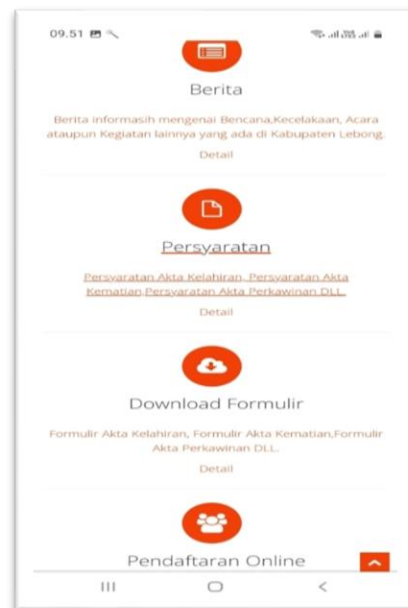 09.51
Berita
Berita informasih mengenai Bencana,Kecelakaan, Acara
ataupun Kegiatan lainnya yang ada di Kabupaten Lebong.
Detail
Persyaratan
Persyaratan Akta Kelahiran, Persyaratan Akta
Kematian,Persyaratan Akta Perkawinan DLL.
Detail
Download Formulir
Formulir Akta Kelahiran, Formulir Akta Kematian,Formulir
Akta Perkawinan DLL.
Detail
Pendaftaran Online